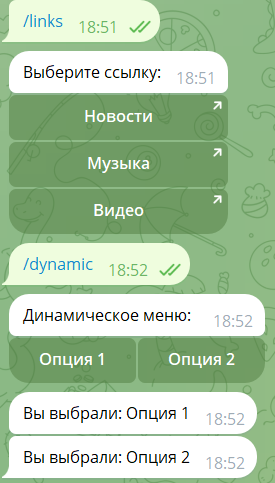 /links 18:51
Выберите ссылку: 18:51
Новости
Музыка
Видео
/dynamic 18:52
Динамическое меню: 18:52
Опция 1 Опция 2
Вы выбрали: Опция 1 18:52
Вы выбрали: Опция 2 18:52